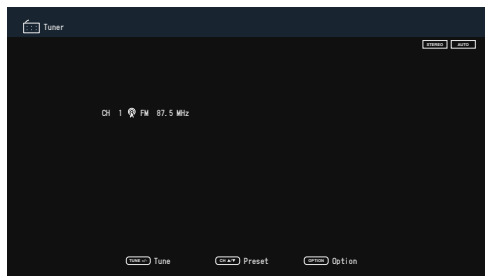 Tuner
STEREO AUTO
CH 1 FM 87.5 MHz
TUNE +/- Tune CH ▲/▼ Preset OPTION Option